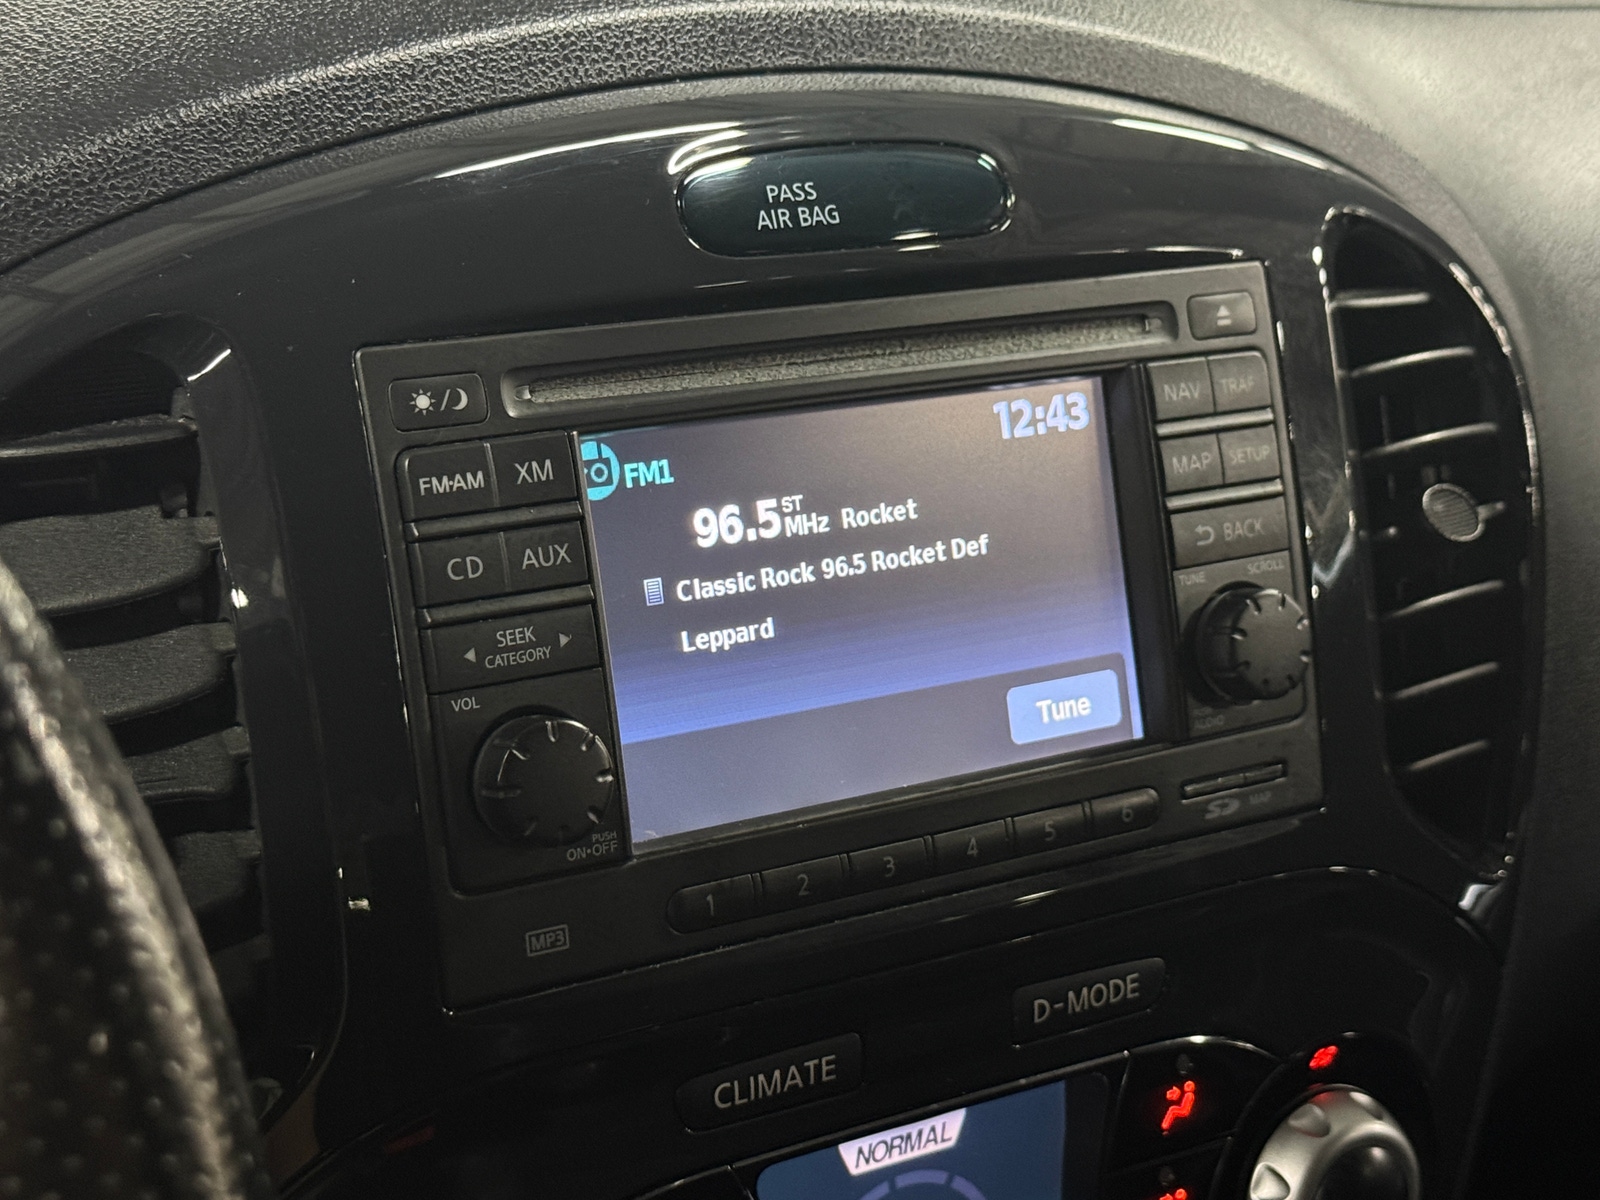 PASS
AIR BAG
FM·AM
XM
CD
AUX
SEEK
CATEGORY
VOL
PUSH
ON·OFF
MP3
12:43
FM1
96.5 ST MHz Rocket
Classic Rock 96.5 Rocket Def
Leppard
Tune
NAV
TRAF
MAP
SETUP
BACK
TUNE
SCROLL
AUDIO
1
2
3
4
5
6
SD
MAP
D-MODE
CLIMATE
NORMAL